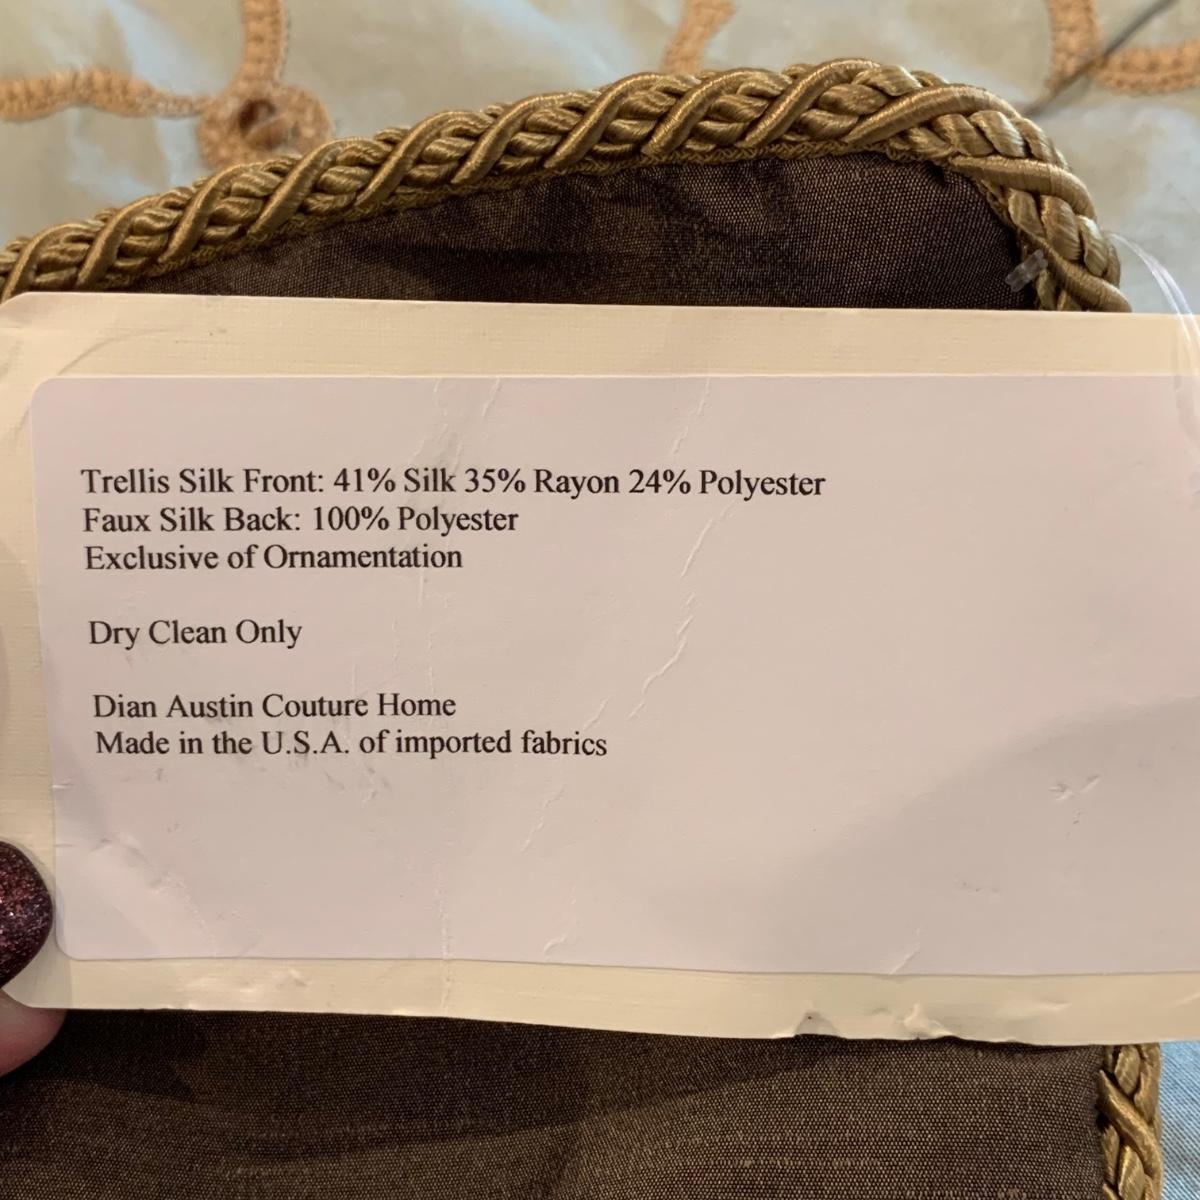 Trellis Silk Front: 41% Silk 35% Rayon 24% Polyester
Faux Silk Back: 100% Polyester
Exclusive of Ornamentation
Dry Clean Only
Dian Austin Couture Home
Made in the U.S.A. of imported fabrics